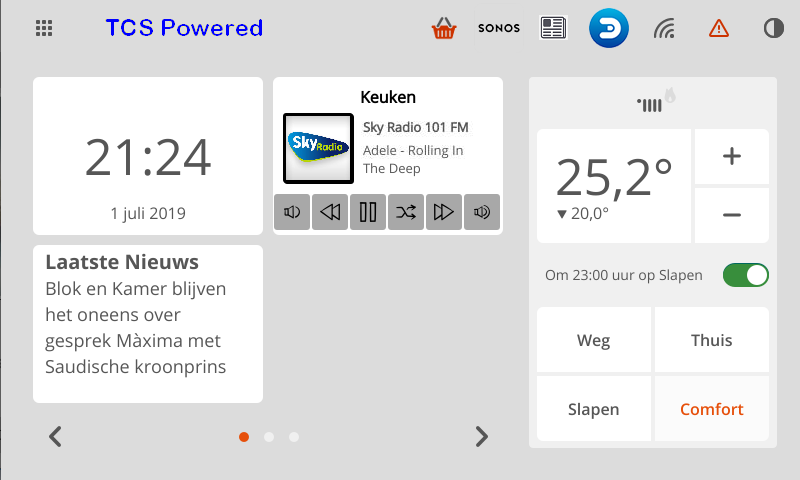 TCS Powered
SONOS
21:24
1 juli 2019
Keuken
Sky Radio
Sky Radio 101 FM
Adele - Rolling In
The Deep
Laatste Nieuws
Blok en Kamer blijven
het oneens over
gesprek Màxima met
Saudische kroonprins
25,2°
▼ 20,0°
Om 23:00 uur op Slapen
Weg
Thuis
Slapen
Comfort